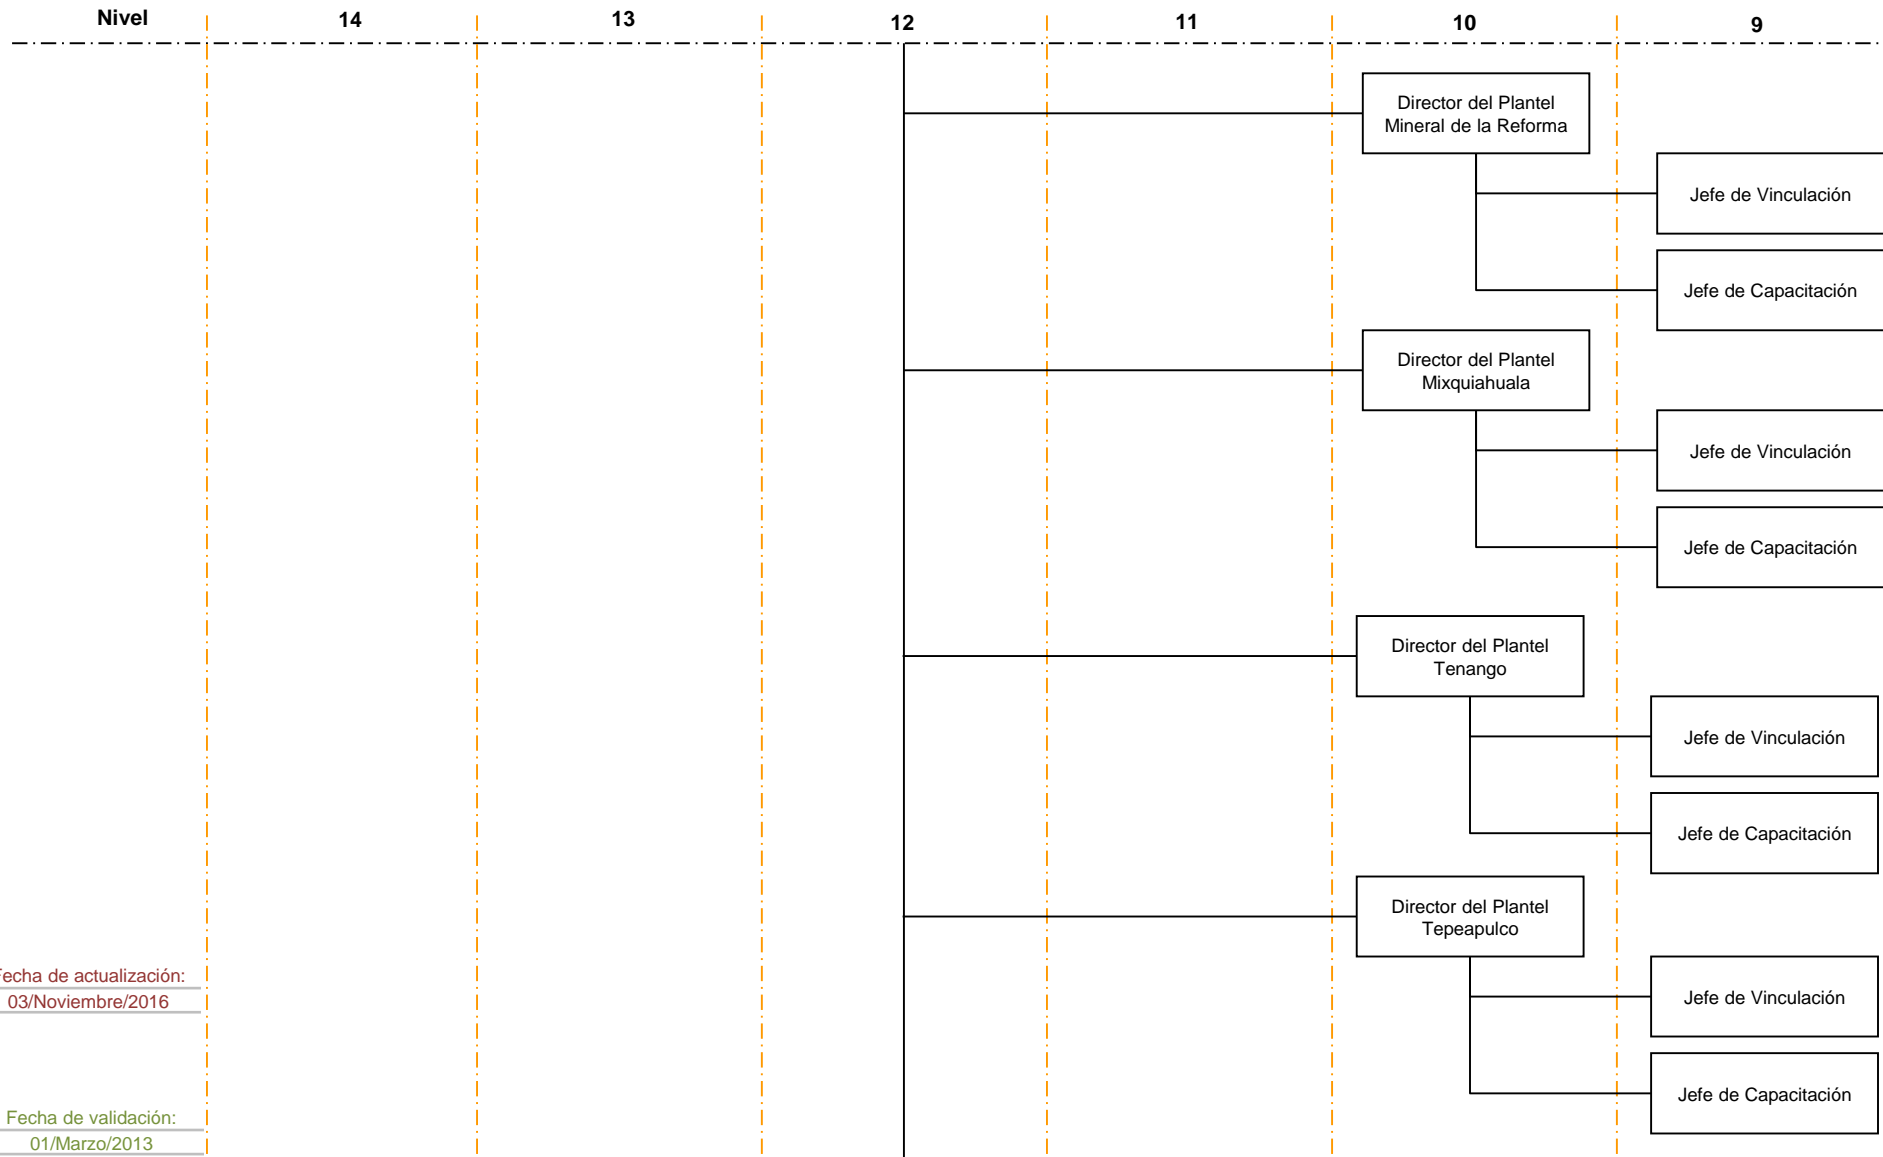 Nivel 14 13 12 11 10 9
Director del Plantel
Mineral de la Reforma
Jefe de Vinculación
Jefe de Capacitación
Director del Plantel
Mixquiahuala
Jefe de Vinculación
Jefe de Capacitación
Director del Plantel
Tenango
Jefe de Vinculación
Jefe de Capacitación
Director del Plantel
Tepeapulco
Jefe de Vinculación
Jefe de Capacitación
Fecha de actualización:
03/Noviembre/2016
Fecha de validación:
01/Marzo/2013